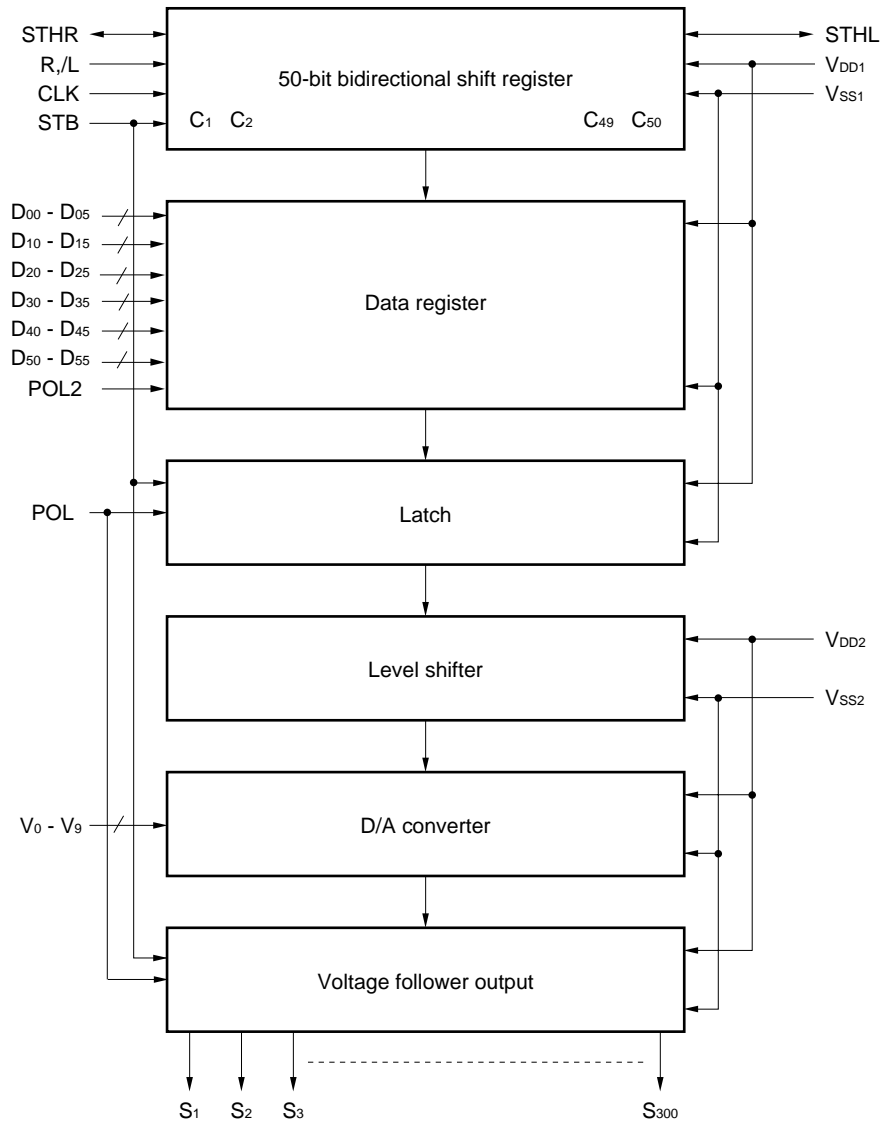 STHR
STHL
R,/L
50-bit bidirectional shift register
VDD1
CLK
VSS1
STB
C1 C2
C49 C50
D00 - D05
D10 - D15
D20 - D25
D30 - D35
Data register
D40 - D45
D50 - D55
POL2
POL
Latch
VDD2
Level shifter
VSS2
V0 - V9
D/A converter
Voltage follower output
S1 S2 S3 S300